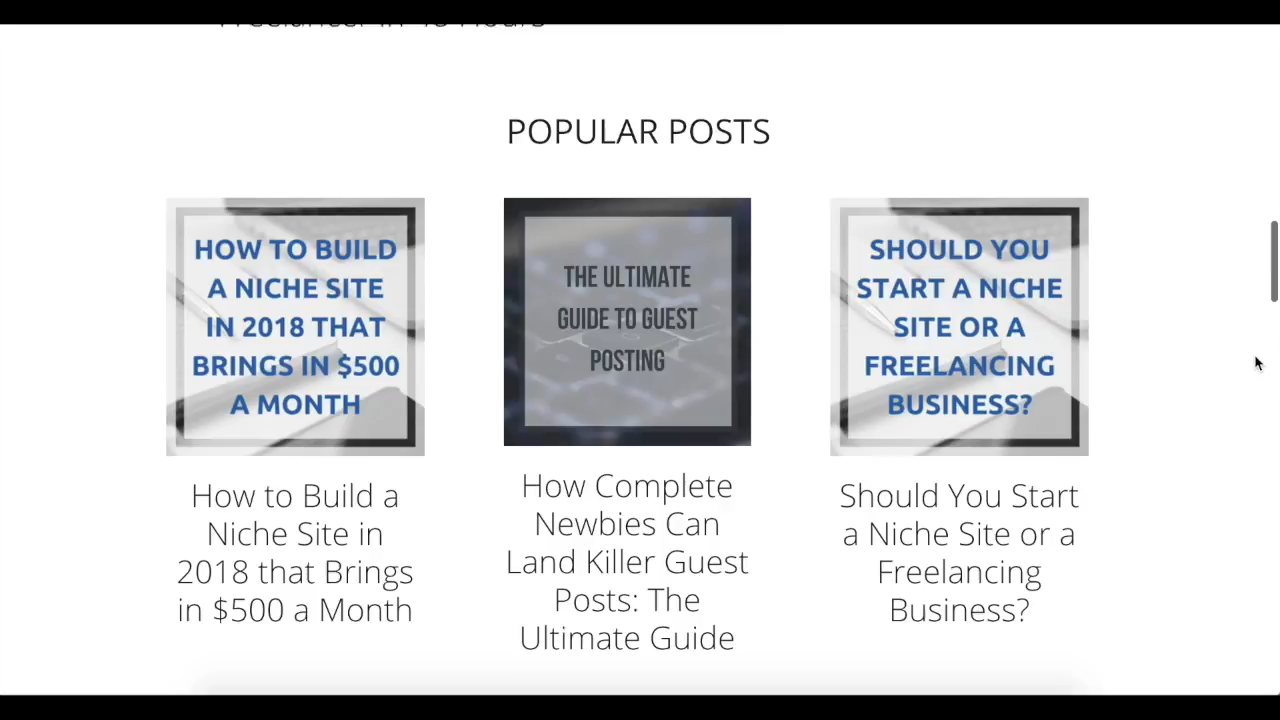 POPULAR POSTS
HOW TO BUILD
A NICHE SITE
IN 2018 THAT
BRINGS IN $500
A MONTH
THE ULTIMATE
GUIDE TO GUEST
POSTING
SHOULD YOU
START A NICHE
SITE OR A
FREELANCING
BUSINESS?
How to Build a
Niche Site in
2018 that Brings
in $500 a Month
How Complete
Newbies Can
Land Killer Guest
Posts: The
Ultimate Guide
Should You Start
a Niche Site or a
Freelancing
Business?